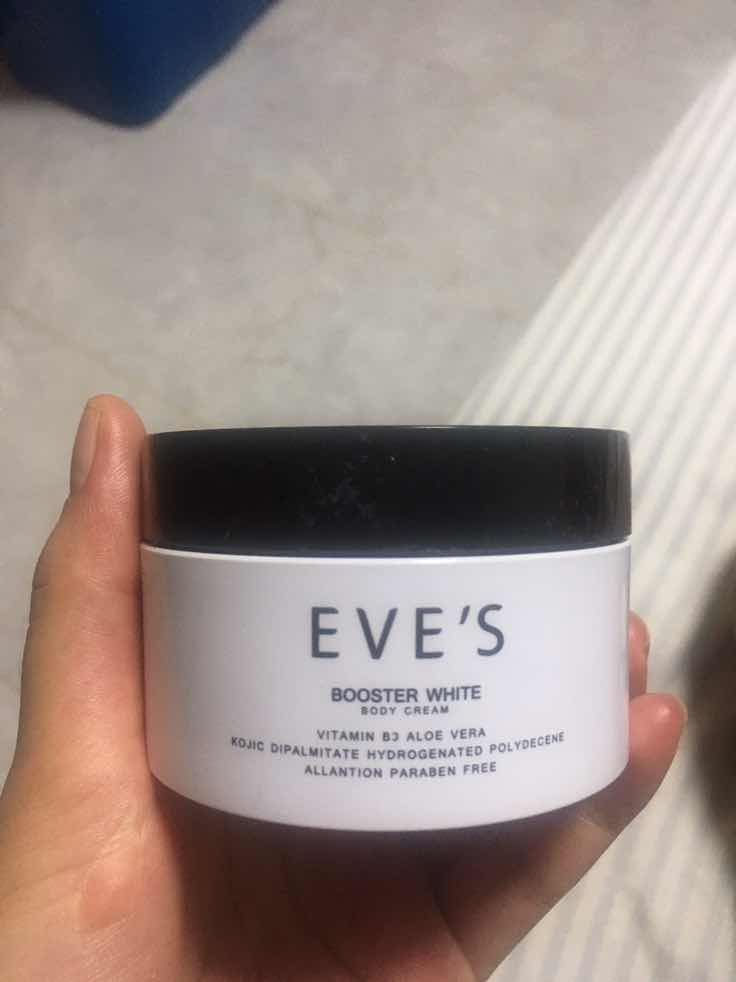 EVE'S
BOOSTER WHITE
BODY CREAM
VITAMIN B3 ALOE VERA
KOJIC DIPALMITATE HYDROGENATED POLYDECENE
ALLANTION PARABEN FREE